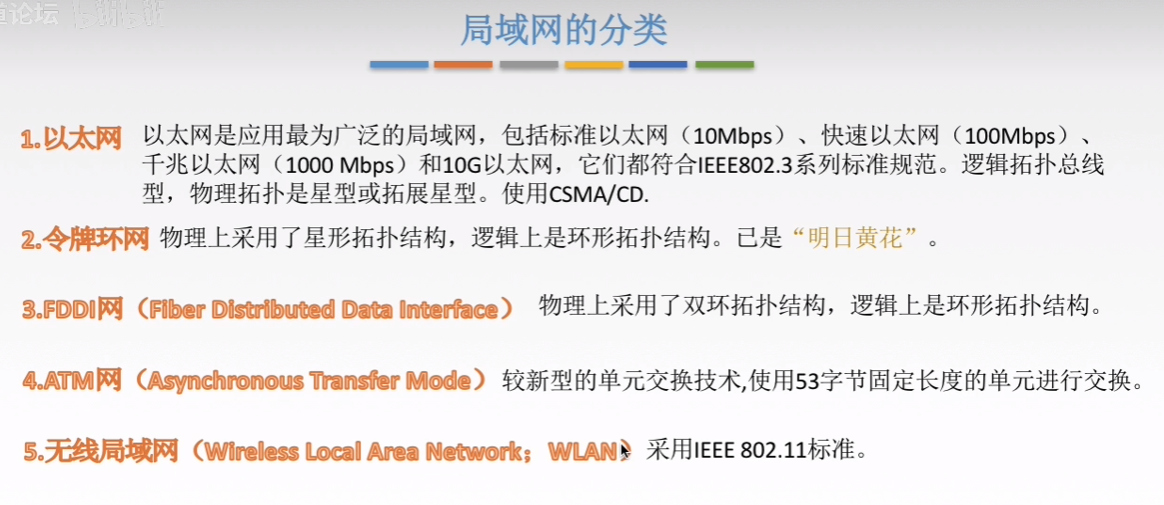 道论坛
局域网的分类
1.以太网 以太网是应用最为广泛的局域网，包括标准以太网（10Mbps）、快速以太网（100Mbps）、
千兆以太网（1000 Mbps）和10G以太网，它们都符合IEEE802.3系列标准规范。逻辑拓扑总线
型，物理拓扑是星型或拓展星型。使用CSMA/CD.
2.令牌环网 物理上采用了星形拓扑结构，逻辑上是环形拓扑结构。已是“明日黄花”。
3.FDDI网（Fiber Distributed Data Interface） 物理上采用了双环拓扑结构，逻辑上是环形拓扑结构。
4.ATM网（Asynchronous Transfer Mode）较新型的单元交换技术,使用53字节固定长度的单元进行交换。
5.无线局域网（Wireless Local Area Network；WLAN） 采用IEEE 802.11标准。